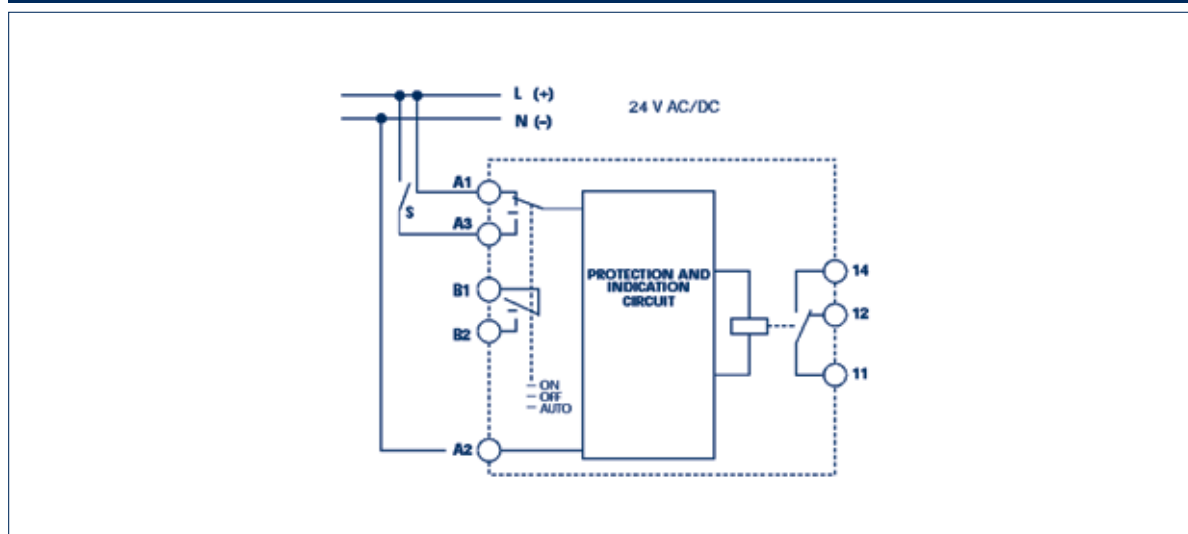 L (+)
24 V AC/DC
N (-)
A1
S
A3
B1
B2
PROTECTION AND
INDICATION
CIRCUIT
14
12
11
ON
OFF
AUTO
A2